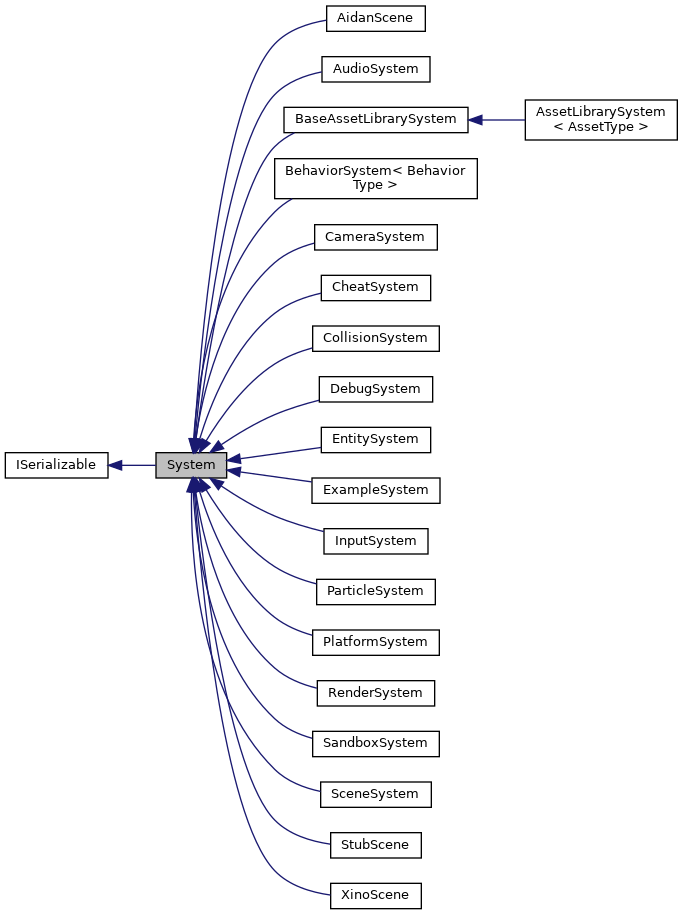 AidanScene
AudioSystem
BaseAssetLibrarySystem
AssetLibrarySystem
< AssetType >
BehaviorSystem< Behavior
Type >
CameraSystem
CheatSystem
CollisionSystem
DebugSystem
EntitySystem
ISerializable
System
ExampleSystem
InputSystem
ParticleSystem
PlatformSystem
RenderSystem
SandboxSystem
SceneSystem
StubScene
XinoScene